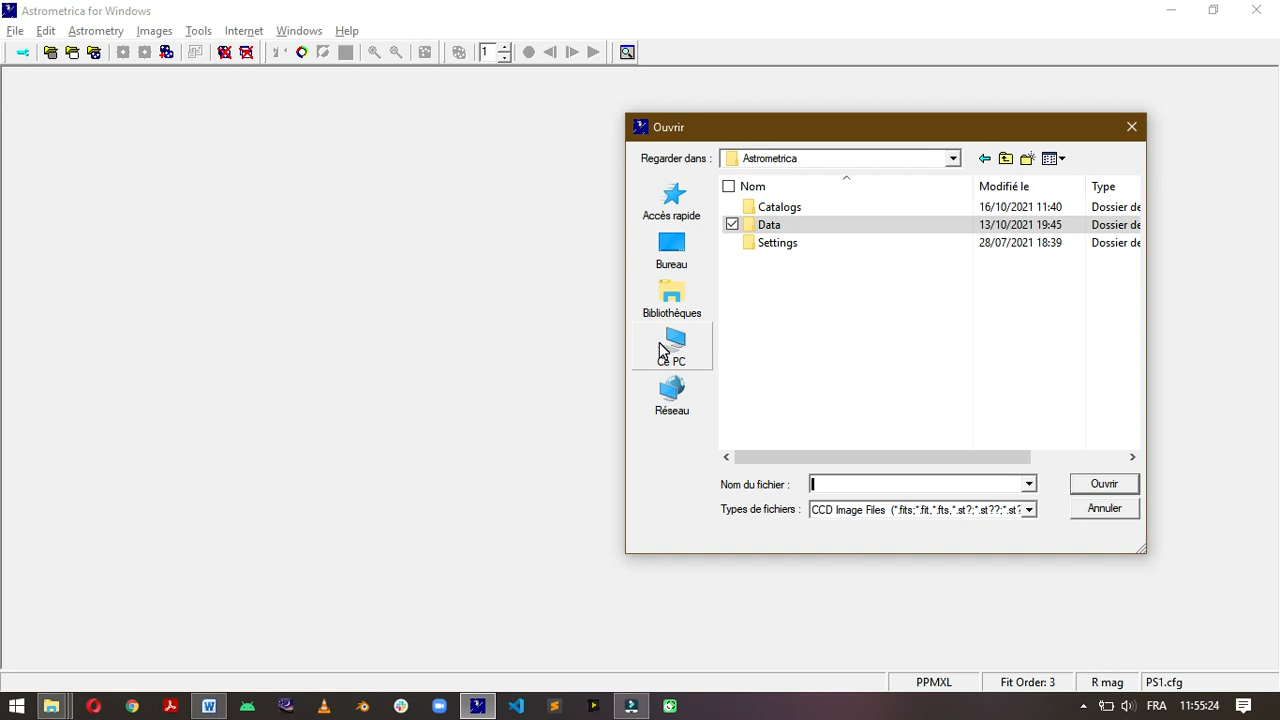 Astrometrica for Windows
File Edit Astrometry Images Tools Internet Windows Help
1
Ouvrir
Regarder dans : Astrometrica
Nom Modifié le Type
Accès rapide
Catalogs 16/10/2021 11:40 Dossier de
Data 13/10/2021 19:45 Dossier de
Settings 28/07/2021 18:39 Dossier de
Bureau
Bibliothèques
Ce PC
Réseau
Nom du fichier : Ouvrir
Types de fichiers : CCD Image Files (*.fits;*.fit,*.fts,*.st?;*.st??;*.st? Annuler
PPMXL Fit Order: 3 R mag PS1.cfg
FRA 11:55:24